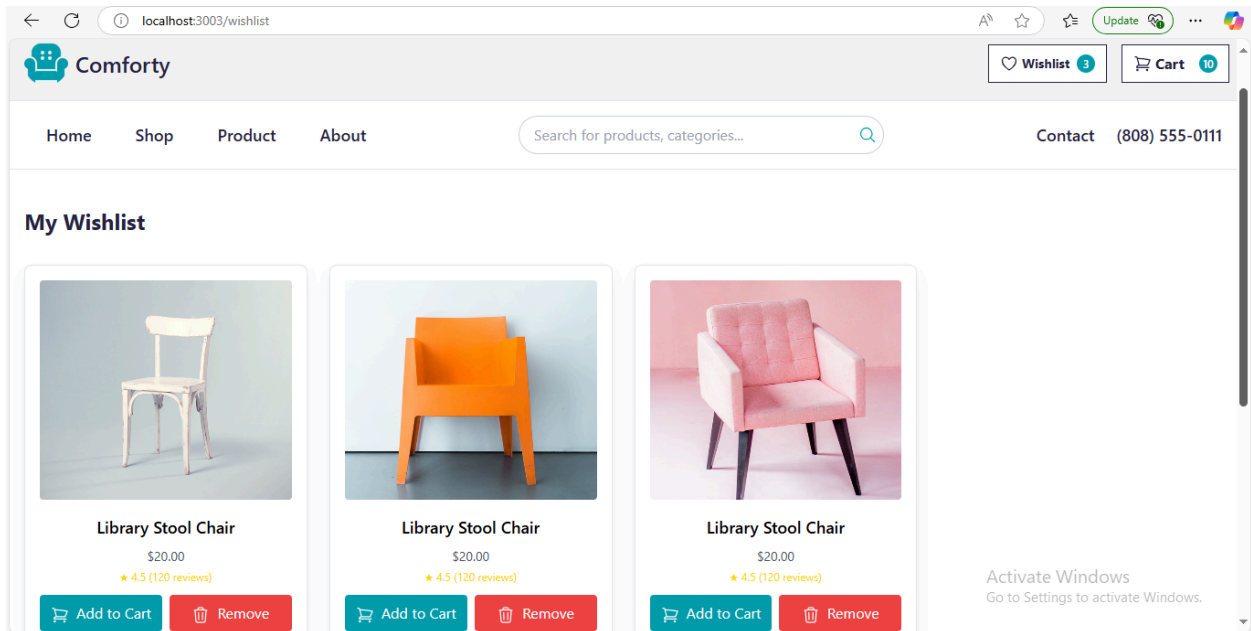 localhost:3003/wishlist
Update
Comforty
Wishlist 3
Cart 10
Home Shop Product About
Search for products, categories...
Contact (808) 555-0111
My Wishlist
Library Stool Chair
$20.00
★ 4.5 (120 reviews)
Add to Cart Remove
Library Stool Chair
$20.00
★ 4.5 (120 reviews)
Add to Cart Remove
Library Stool Chair
$20.00
★ 4.5 (120 reviews)
Add to Cart Remove
Activate Windows
Go to Settings to activate Windows.